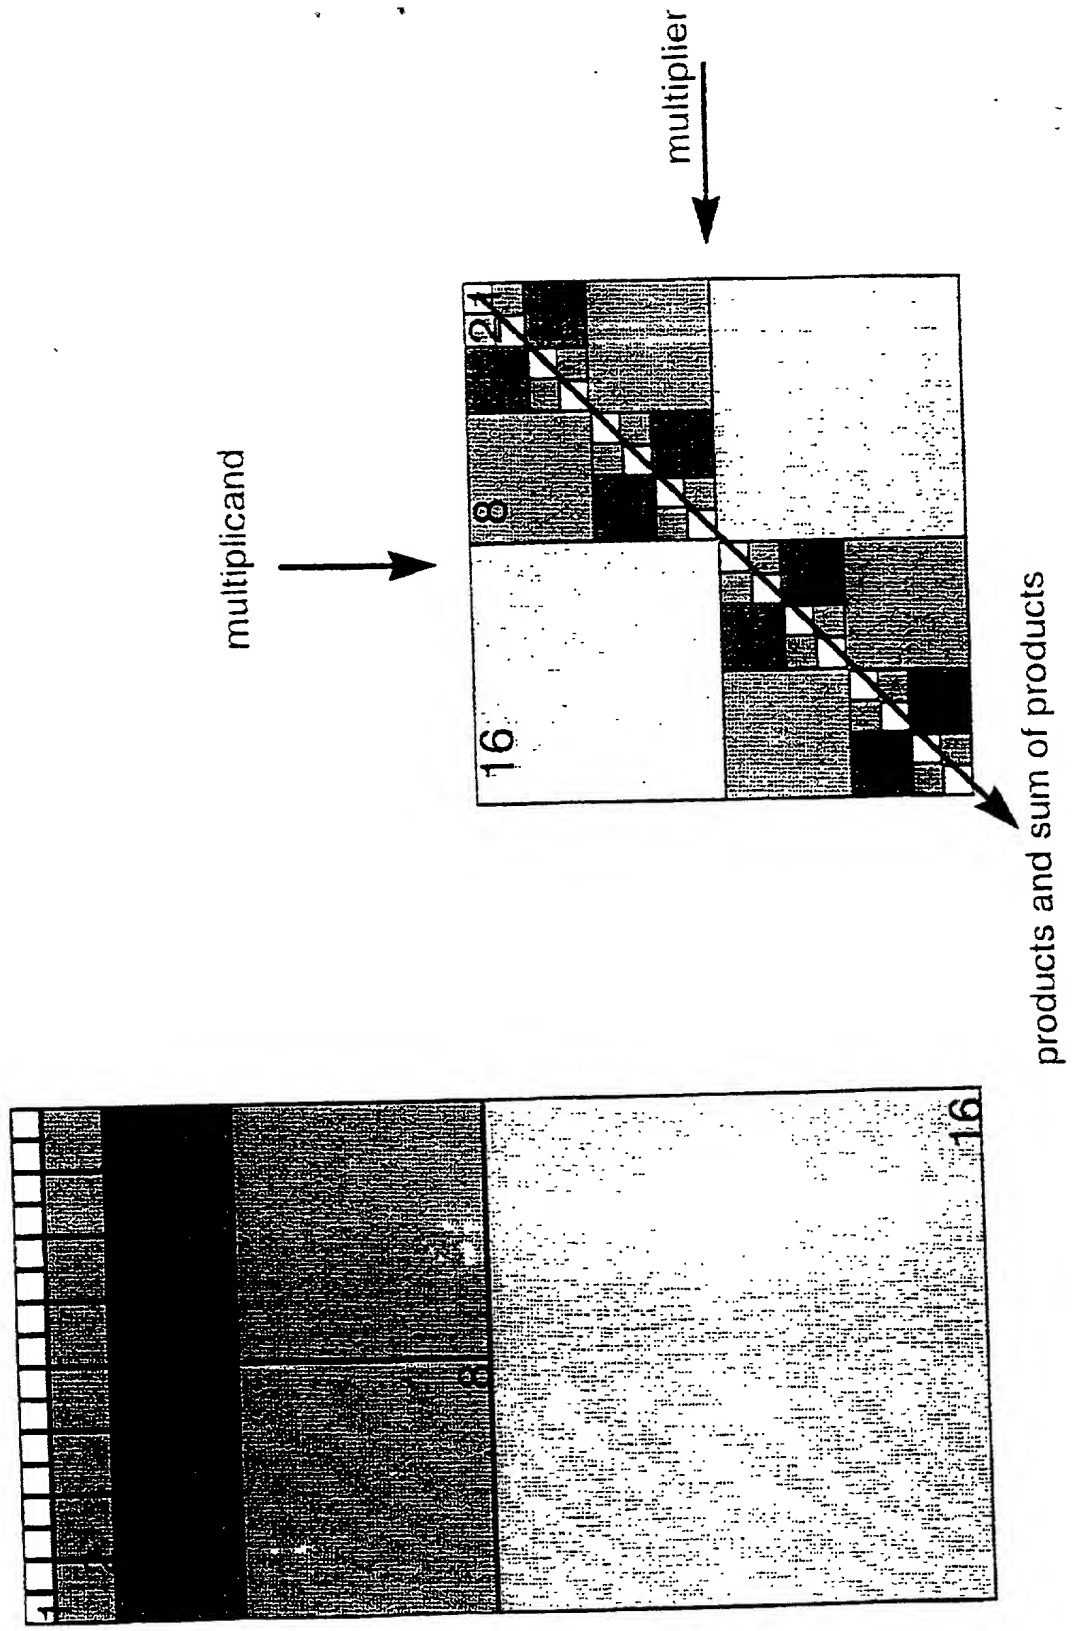 multiplier
multiplicand
1
2
8
16
products and sum of products
1
8
16